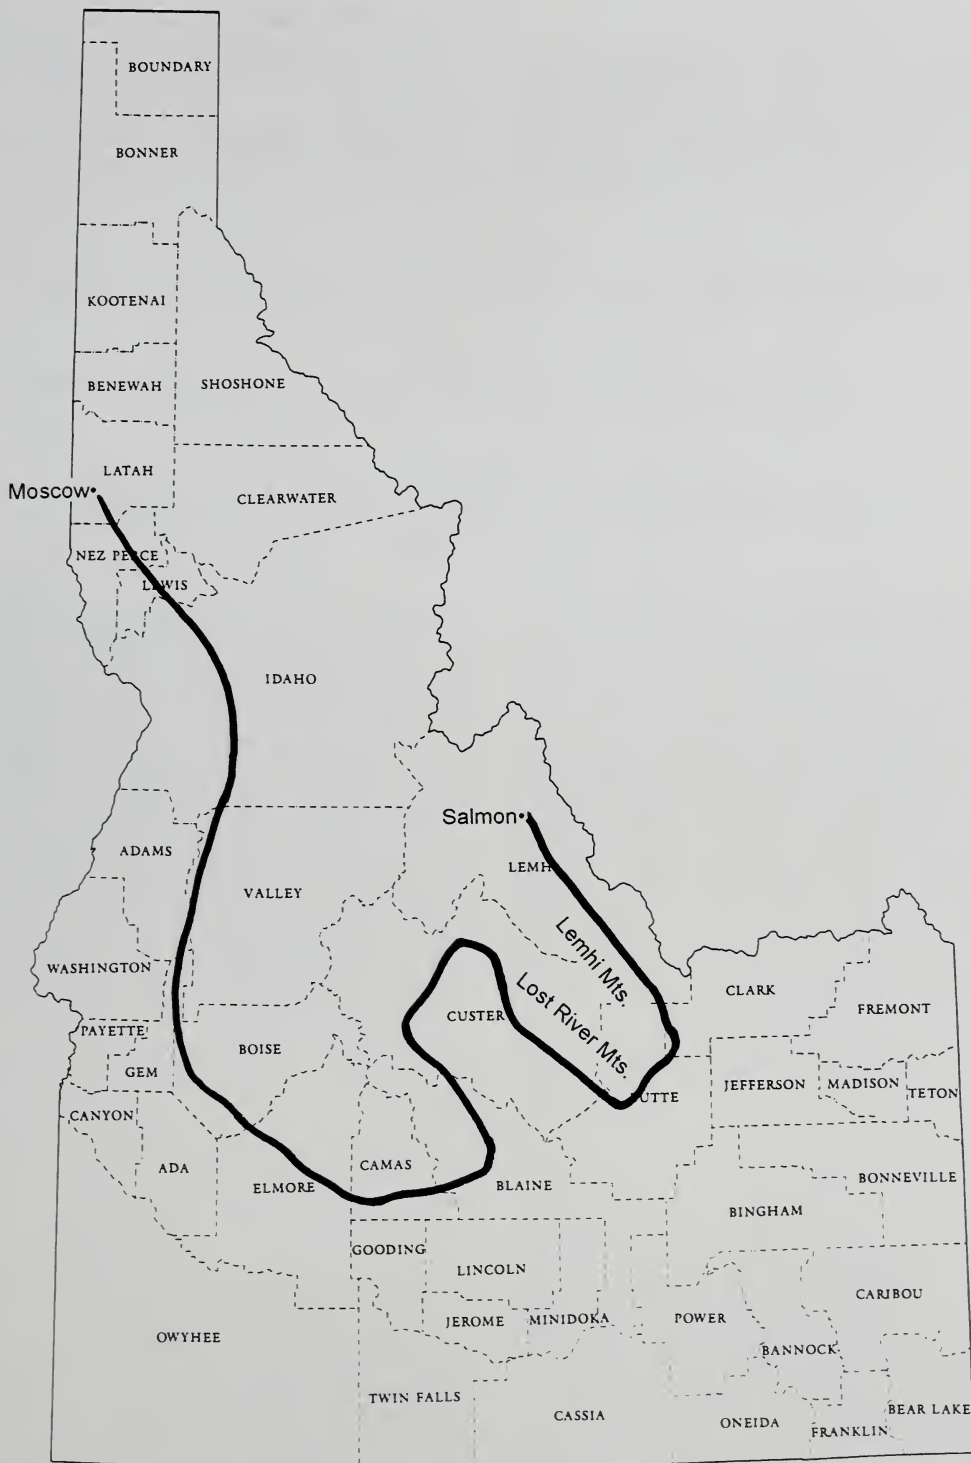 BOUNDARY
BONNER
KOOTENAI
BENEWAH
SHOSHONE
LATAH
Moscow
CLEARWATER
NEZ PERCE
LEWIS
IDAHO
Salmon
ADAMS
LEMHI
VALLEY
Lemhi Mts.
WASHINGTON
Lost River Mts.
CLARK
FREMONT
CUSTER
PAYETTE
BOISE
GEM
JEFFERSON
MADISON
TETON
BUTTE
CANYON
ADA
CAMAS
ELMORE
BLAINE
BONNEVILLE
BINGHAM
GOODING
LINCOLN
CARIBOU
JEROME
MINIDOKA
POWER
OWYHEE
BANNOCK
TWIN FALLS
CASSIA
ONEIDA
FRANKLIN
BEAR LAKE